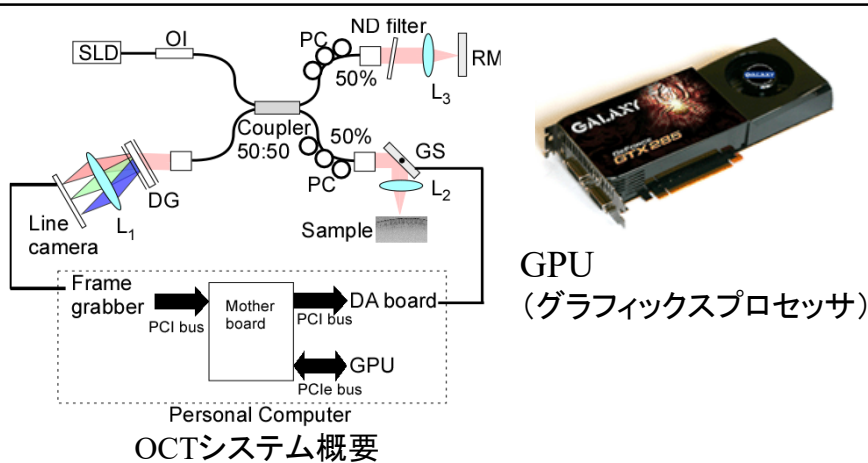 SLD
OI
PC
ND filter
50%
RM
L3
Coupler
50:50
50%
PC
GS
L2
DG
L1
Line
camera
Sample
Frame
grabber
PCI bus
Mother
board
PCI bus
DA board
GPU
PCIe bus
Personal Computer
OCTシステム概要
GALAXY
GALAXY
GeForce
GTX 285
GPU
（グラフィックスプロセッサ）